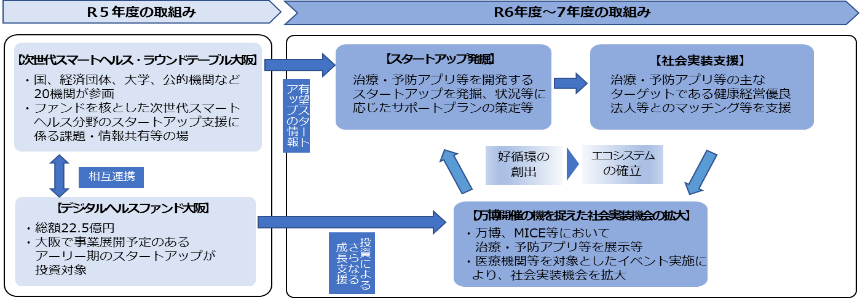 R5年度の取組み
R6年度～7年度の取組み
【次世代スマートヘルス・ラウンドテーブル大阪】
・国、経済団体、大学、公的機関など
20機関が参画
・ファンドを核とした次世代スマート
ヘルス分野のスタートアップ支援に
係る課題・情報共有等の場
相互連携
【デジタルヘルスファンド大阪】
・総額22.5億円
・大阪で事業展開予定のある
アーリー期のスタートアップが
投資対象
有望スタート
アップの情報
【スタートアップ発掘】
治療・予防アプリ等を開発する
スタートアップを発掘、状況等に
応じたサポートプランの策定等
【社会実装支援】
治療・予防アプリ等の主な
ターゲットである健康経営優良
法人等とのマッチング等を支援
好循環の
創出
エコシステム
の確立
投資による
さらなる
成長支援
【万博開催の機を捉えた社会実装機会の拡大】
・万博、MICE等において
治療・予防アプリ等を展示等
・医療機関等を対象としたイベント実施に
より、社会実装機会を拡大